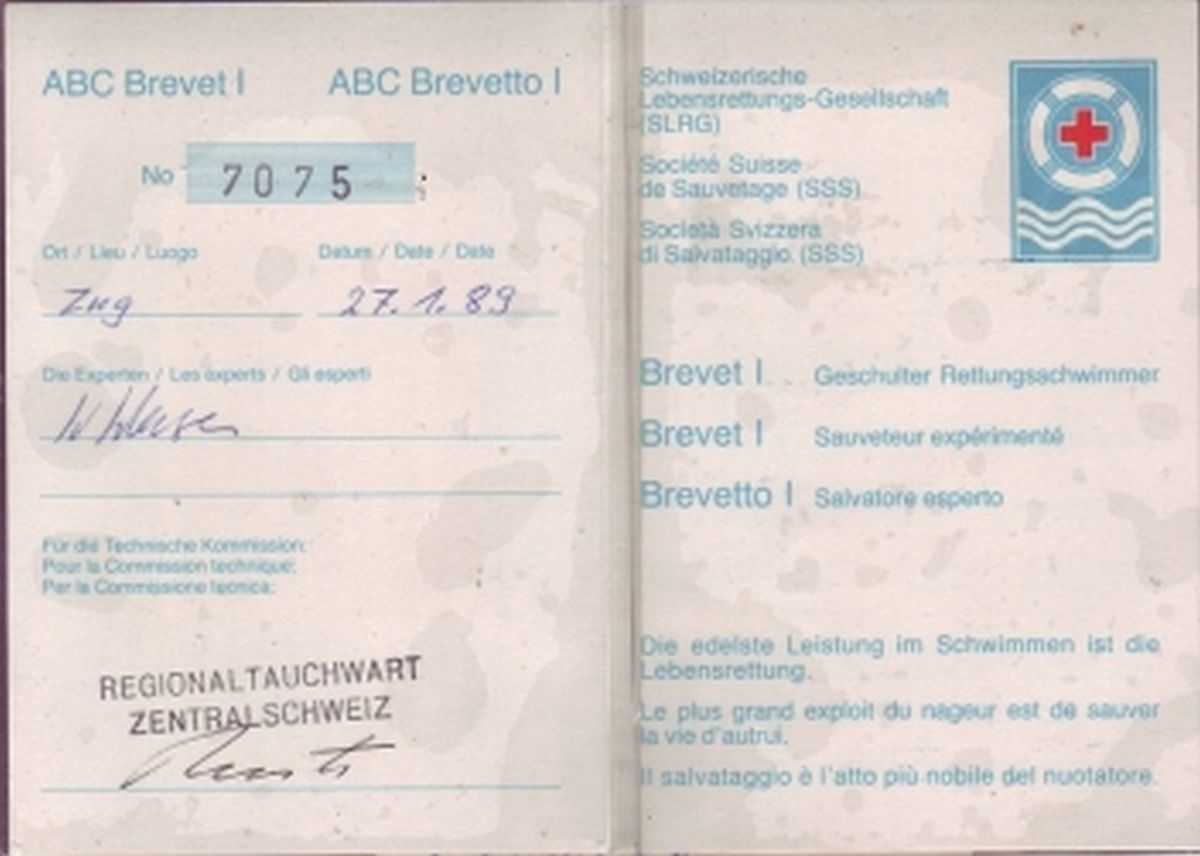 ABC Brevet I ABC Brevetto I
No 7075
Ort / Lieu / Luogo Datum / Date / Date
Zug 27.1.89
Die Experten / Les experts / Gli esperti
Für die Technische Kommission:
Pour la Commission technique:
Per la Commissione tecnica:
REGIONALTAUCHWART
ZENTRALSCHWEIZ
Schweizerische
Lebensrettungs-Gesellschaft
(SLRG)
Société Suisse
de Sauvetage (SSS)
Società Svizzera
di Salvataggio (SSS)
Brevet I Geschulter Rettungsschwimmer
Brevet I Sauveteur expérimenté
Brevetto I Salvatore esperto
Die edelste Leistung im Schwimmen ist die
Lebensrettung.
Le plus grand exploit du nageur est de sauver
la vie d'autrui.
Il salvataggio è l'atto più nobile del nuotatore.